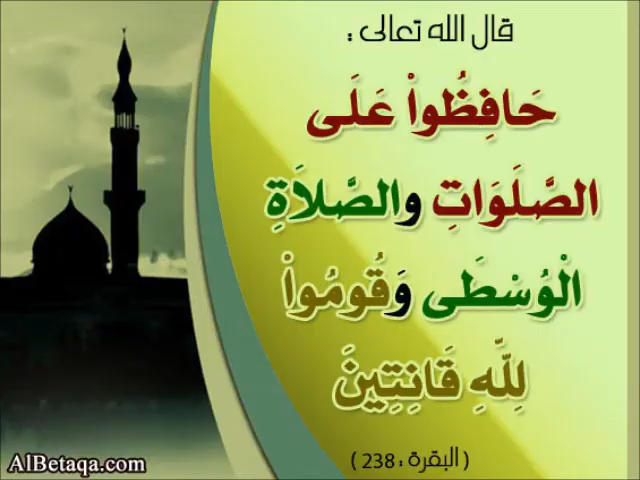 قال الله تعالى :
حَافِظُواْ عَلَى
الصَّلَوَاتِ والصَّلاَةِ
الْوُسْطَى وَقُومُواْ
لِلّهِ قَانِتِينَ
( البقرة : 238 )
AlBetaqa.com